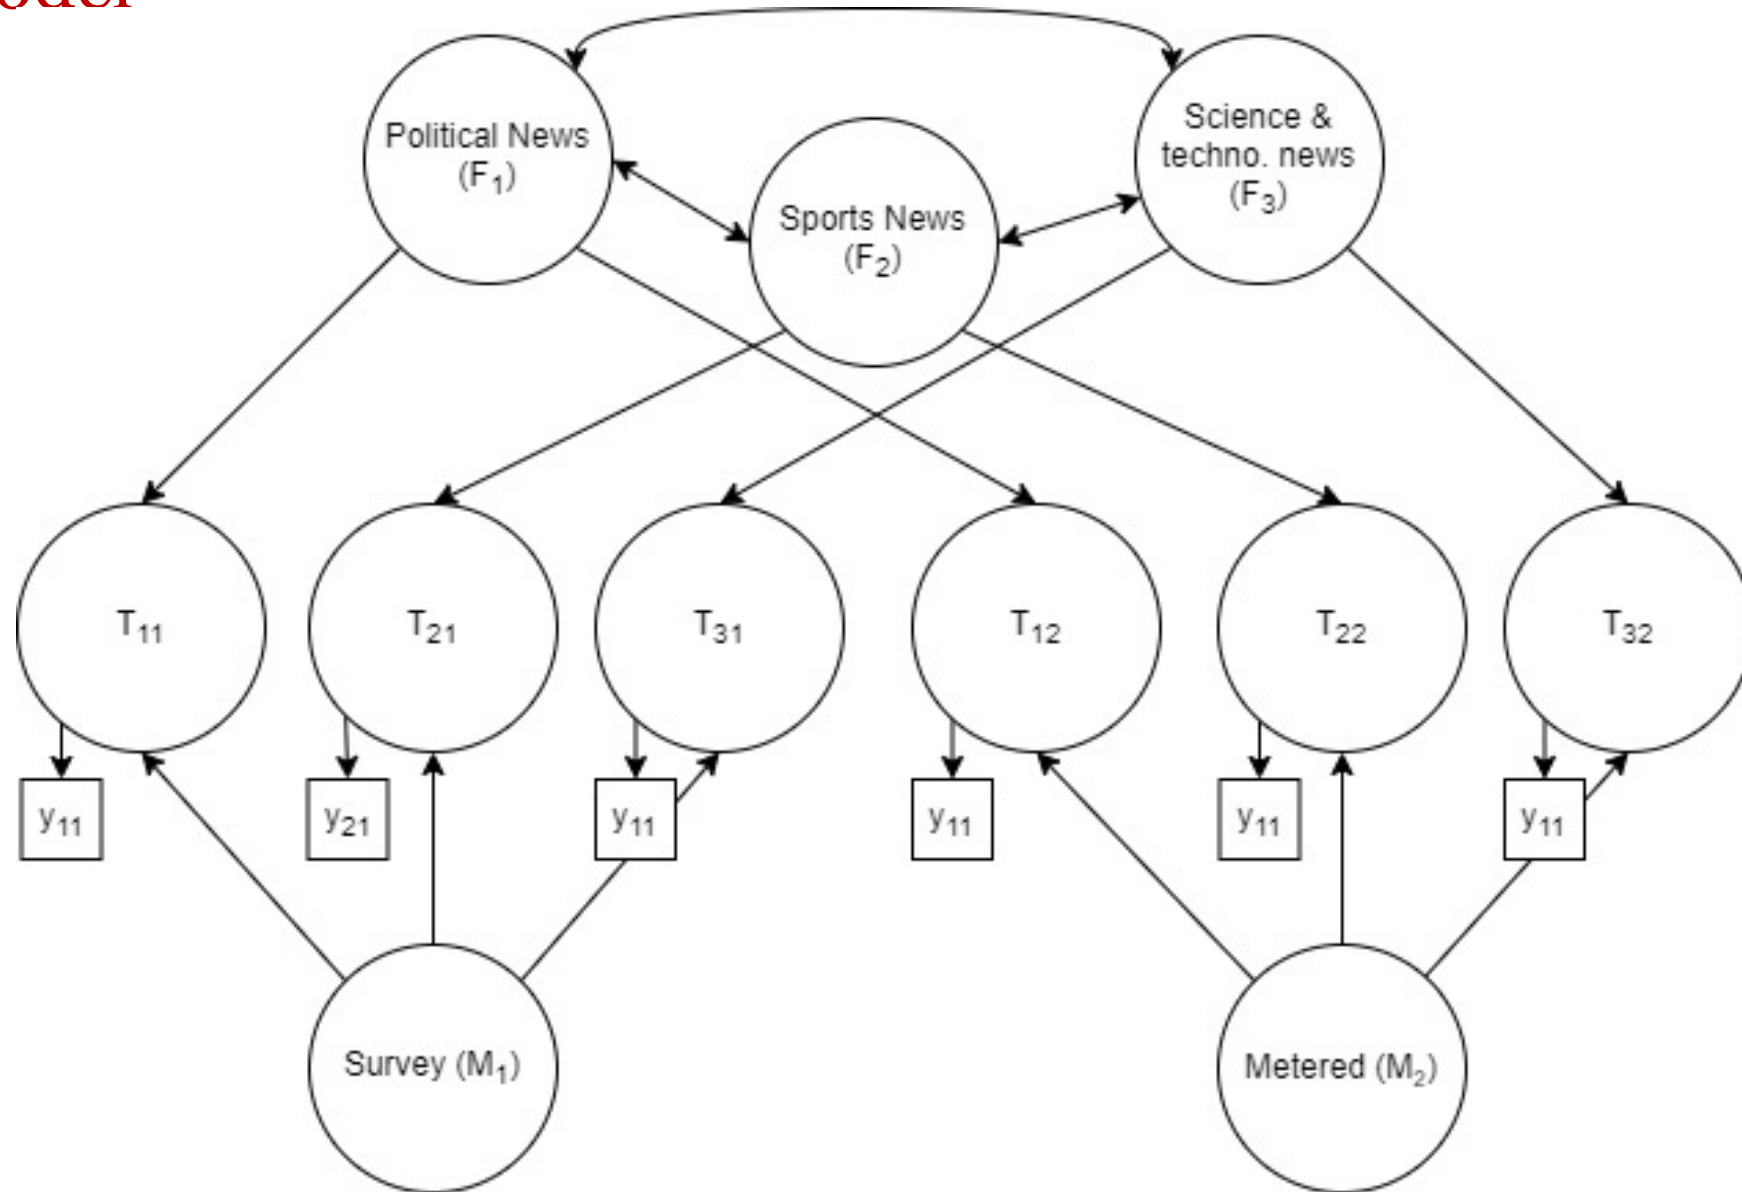 Political News
(F₁)
Sports News
(F₂)
Science &
techno. news
(F₃)
T₁₁
T₂₁
T₃₁
T₁₂
T₂₂
T₃₂
y₁₁
y₂₁
y₁₁
y₁₁
y₁₁
y₁₁
Survey (M₁)
Metered (M₂)